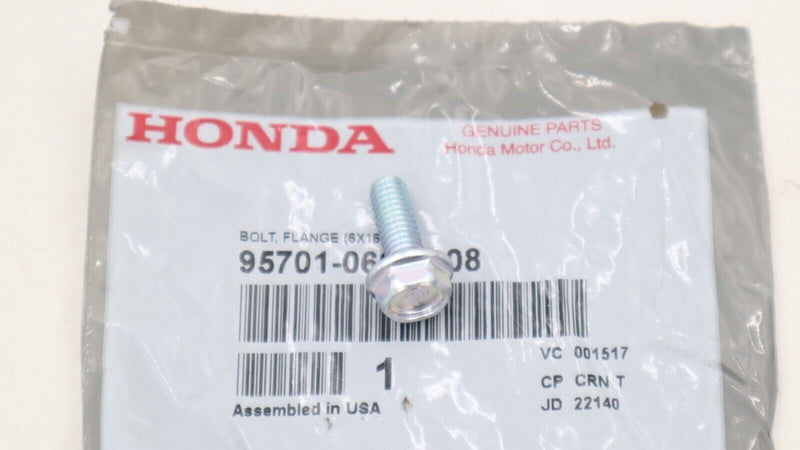 HONDA
GENUINE PARTS
Honda Motor Co., Ltd.
BOLT, FLANGE (6X16
95701-06 08
1
VC 001517
CP CRN T
JD 22140
Assembled in USA